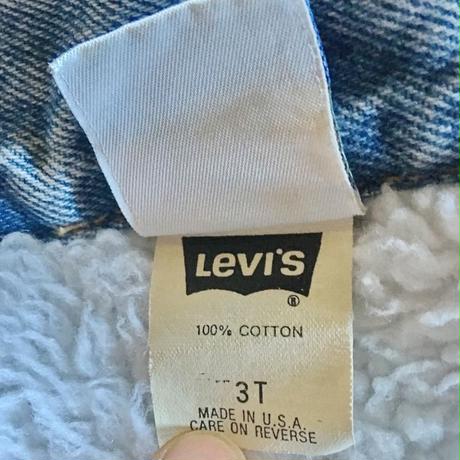 LEVI'S
®
100% COTTON
3T
MADE IN U.S.A.
CARE ON REVERSE